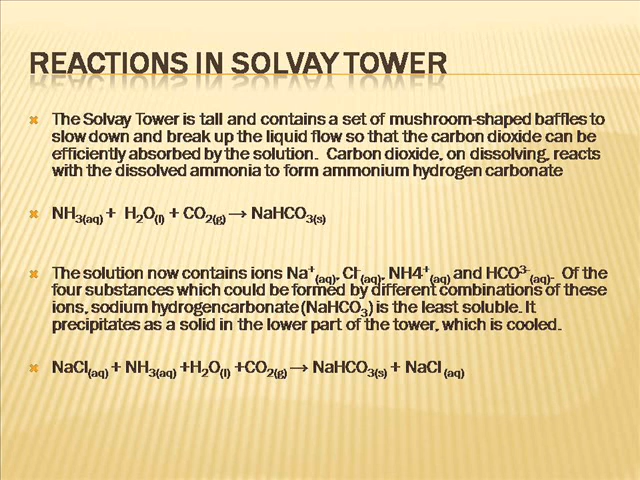 REACTIONS IN SOLVAY TOWER
The Solvay Tower is tall and contains a set of mushroom-shaped baffles to
slow down and break up the liquid flow so that the carbon dioxide can be
efficiently absorbed by the solution. Carbon dioxide, on dissolving, reacts
with the dissolved ammonia to form ammonium hydrogen carbonate
NH3(aq) + H2O(l) + CO2(g) → NaHCO3(s)
The solution now contains ions Na+(aq), Cl-(aq), NH4+(aq) and HCO3-(aq)- Of the
four substances which could be formed by different combinations of these
ions, sodium hydrogencarbonate (NaHCO3) is the least soluble. It
precipitates as a solid in the lower part of the tower, which is cooled.
NaCl(aq) + NH3(aq) +H2O(l) +CO2(g) → NaHCO3(s) + NaCl (aq)